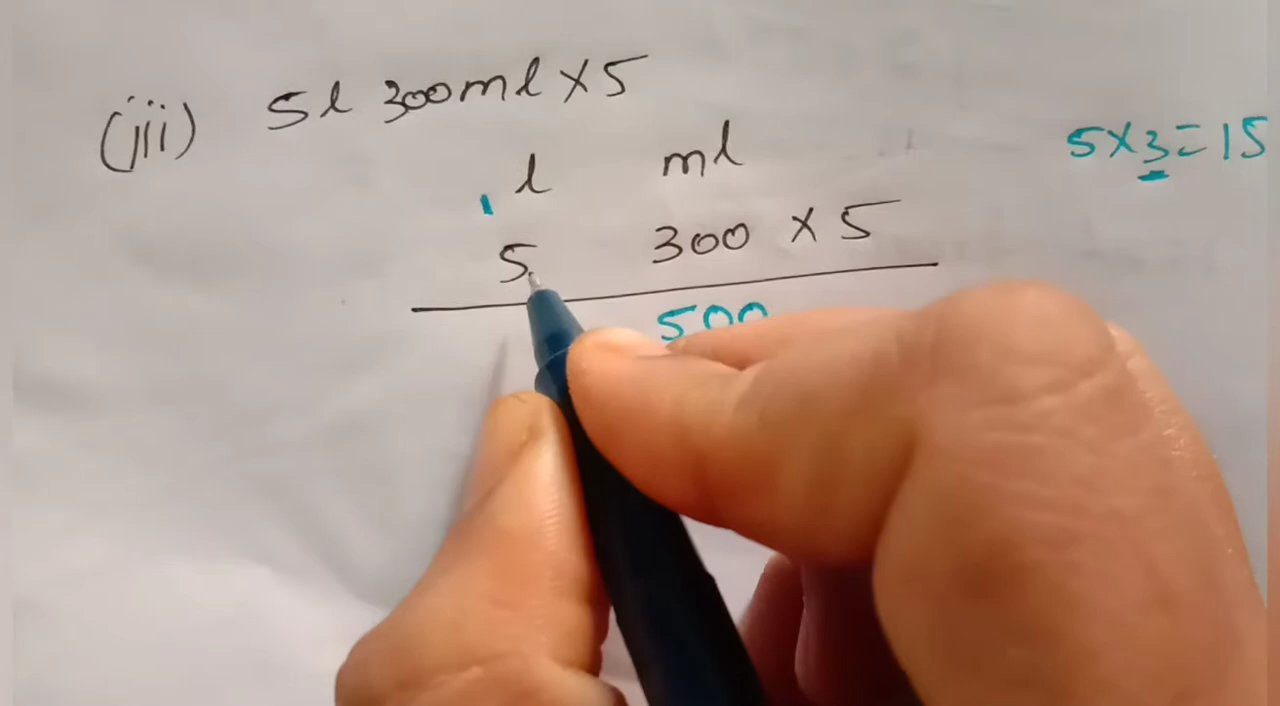 (iii) 5l 300ml x 5
5 x 3 = 15
l ml
1
5 300 x 5
500